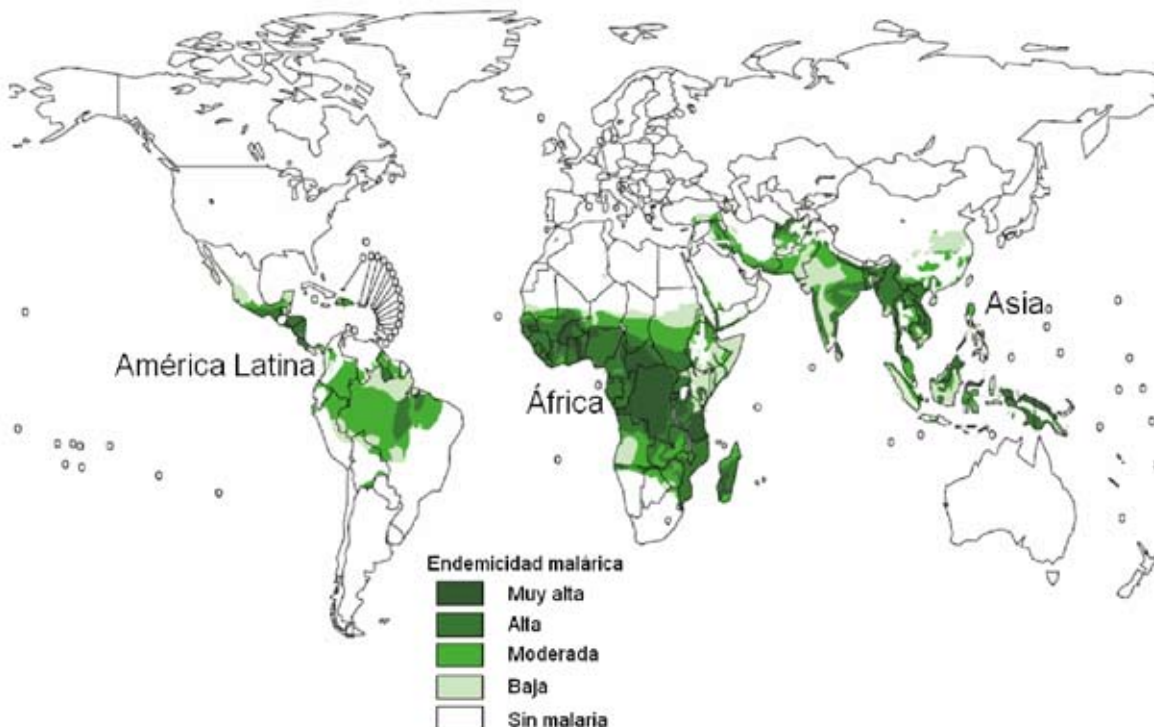 Asia
América Latina
África
Endemicidad malárica
Muy alta
Alta
Moderada
Baja
Sin malaria